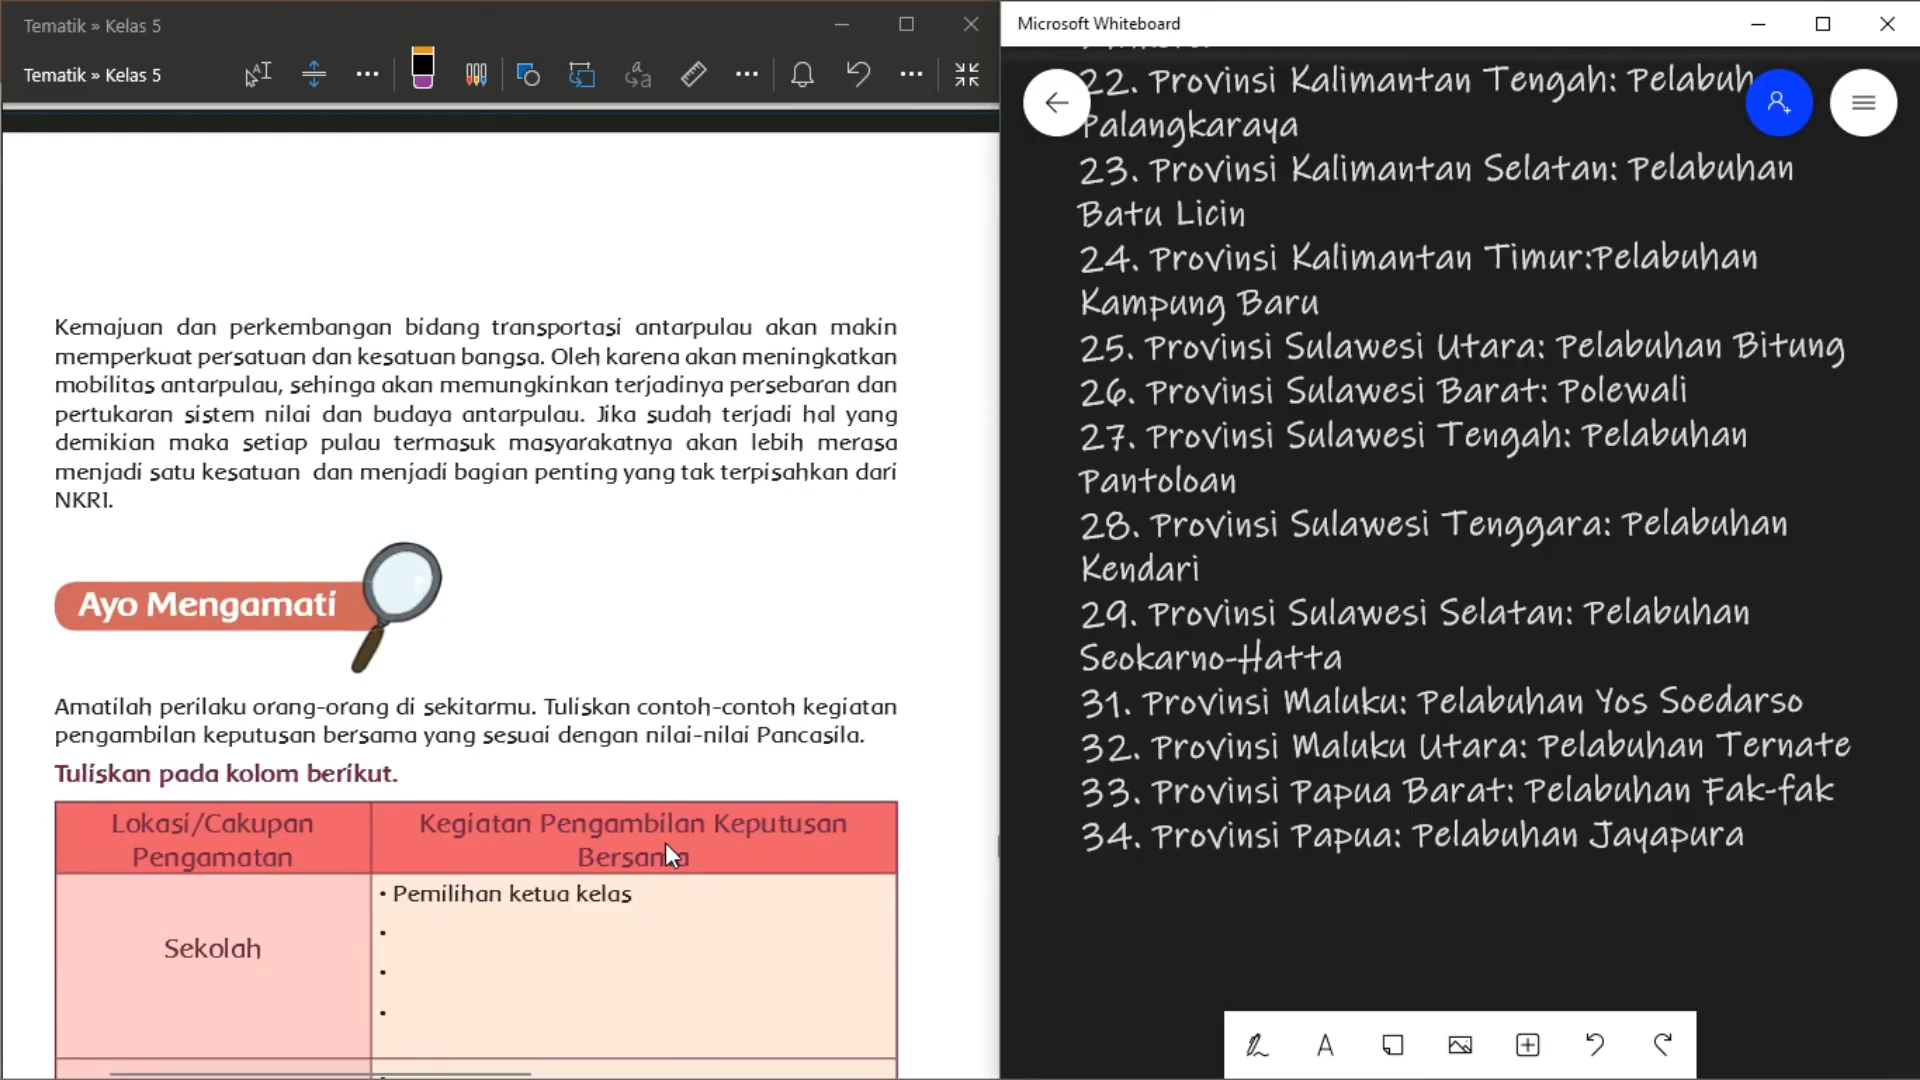 Tematik » Kelas 5
Tematik » Kelas 5
Kemajuan dan perkembangan bidang transportasi antarpulau akan makin
memperkuat persatuan dan kesatuan bangsa. Oleh karena akan meningkatkan
mobilitas antarpulau, sehinga akan memungkinkan terjadinya persebaran dan
pertukaran sistem nilai dan budaya antarpulau. Jika sudah terjadi hal yang
demikian maka setiap pulau termasuk masyarakatnya akan lebih merasa
menjadi satu kesatuan dan menjadi bagian penting yang tak terpisahkan dari
NKRI.
Ayo Mengamati
Amatilah perilaku orang-orang di sekitarmu. Tuliskan contoh-contoh kegiatan
pengambilan keputusan bersama yang sesuai dengan nilai-nilai Pancasila.
Tuliskan pada kolom berikut.
Lokasi/Cakupan
Pengamatan
Kegiatan Pengambilan Keputusan
Bersama
• Pemilihan ketua kelas
•
Sekolah
•
•
Microsoft Whiteboard
22. Provinsi Kalimantan Tengah: Pelabuh
Palangkaraya
23. Provinsi Kalimantan Selatan: Pelabuhan
Batu Licin
24. Provinsi Kalimantan Timur:Pelabuhan
Kampung Baru
25. Provinsi Sulawesi Utara: Pelabuhan Bitung
26. Provinsi Sulawesi Barat: Polewali
27. Provinsi Sulawesi Tengah: Pelabuhan
Pantoloan
28. Provinsi Sulawesi Tenggara: Pelabuhan
Kendari
29. Provinsi Sulawesi Selatan: Pelabuhan
Seokarno-Hatta
31. Provinsi Maluku: Pelabuhan Yos Soedarso
32. Provinsi Maluku Utara: Pelabuhan Ternate
33. Provinsi Papua Barat: Pelabuhan Fak-fak
34. Provinsi Papua: Pelabuhan Jayapura